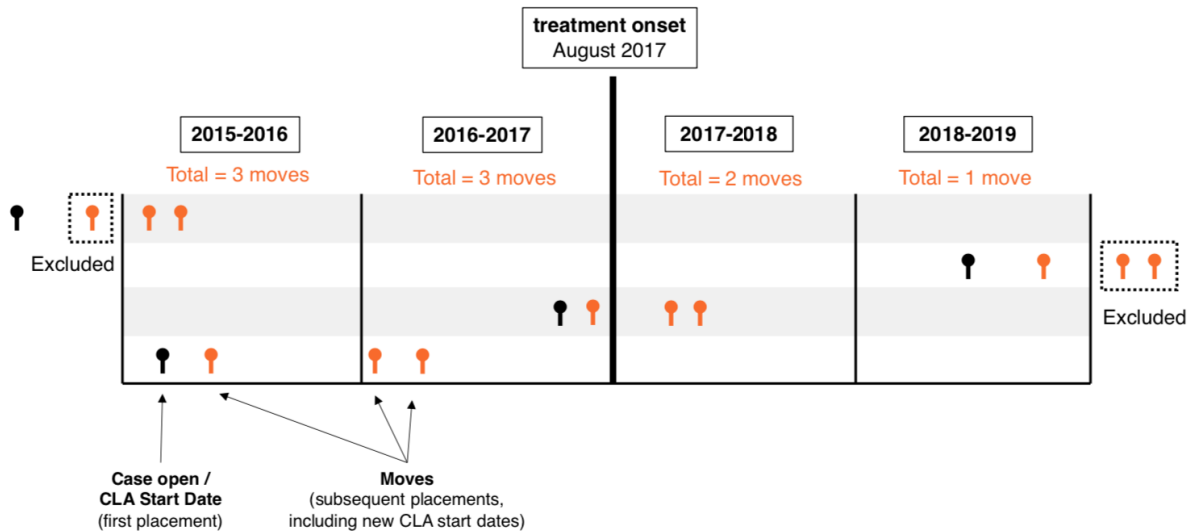 treatment onset
August 2017
2015-2016
2016-2017
2017-2018
2018-2019
Total = 3 moves
Total = 3 moves
Total = 2 moves
Total = 1 move
Excluded
Excluded
Case open /
CLA Start Date
(first placement)
Moves
(subsequent placements,
including new CLA start dates)